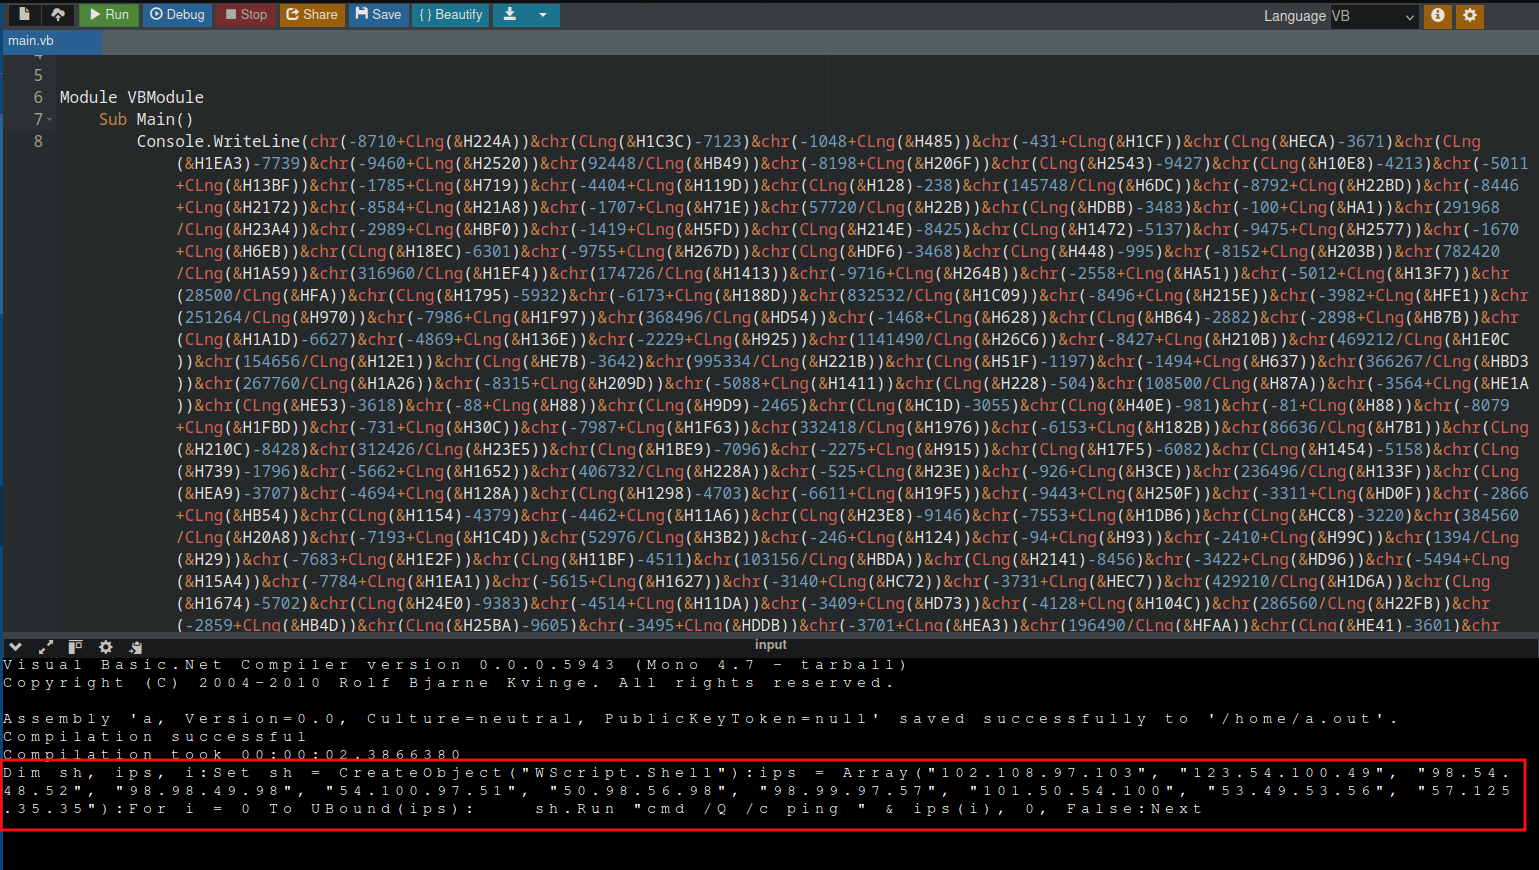 Run Debug Stop Share Save { } Beautify Language VB
main.vb
4
5
6 Module VBModule
7 Sub Main()
8 Console.WriteLine(chr(-8710+CLng(&H224A))&chr(CLng(&H1C3C)-7123)&chr(-1048+CLng(&H485))&chr(-431+CLng(&H1CF))&chr(CLng(&HECA)-3671)&chr(CLng
(&H1EA3)-7739)&chr(-9460+CLng(&H2520))&chr(92448/CLng(&HB49))&chr(-8198+CLng(&H206F))&chr(CLng(&H2543)-9427)&chr(CLng(&H10E8)-4213)&chr(-5011
+CLng(&H13BF))&chr(-1785+CLng(&H719))&chr(-4404+CLng(&H119D))&chr(CLng(&H128)-238)&chr(145748/CLng(&H6DC))&chr(-8792+CLng(&H22BD))&chr(-8446
+CLng(&H2172))&chr(-8584+CLng(&H21A8))&chr(-1707+CLng(&H71E))&chr(57720/CLng(&H22B))&chr(CLng(&HDBB)-3483)&chr(-100+CLng(&HA1))&chr(291968
/CLng(&H23A4))&chr(-2989+CLng(&HBF0))&chr(-1419+CLng(&H5FD))&chr(CLng(&H214E)-8425)&chr(CLng(&H1472)-5137)&chr(-9475+CLng(&H2577))&chr(-1670
+CLng(&H6EB))&chr(CLng(&H18EC)-6301)&chr(-9755+CLng(&H267D))&chr(CLng(&HDF6)-3468)&chr(CLng(&H448)-995)&chr(-8152+CLng(&H203B))&chr(782420
/CLng(&H1A59))&chr(316960/CLng(&H1EF4))&chr(174726/CLng(&H1413))&chr(-9716+CLng(&H264B))&chr(-2558+CLng(&HA51))&chr(-5012+CLng(&H13F7))&chr
(28500/CLng(&HFA))&chr(CLng(&H1795)-5932)&chr(-6173+CLng(&H188D))&chr(832532/CLng(&H1C09))&chr(-8496+CLng(&H215E))&chr(-3982+CLng(&HFE1))&chr
(251264/CLng(&H970))&chr(-7986+CLng(&H1F97))&chr(368496/CLng(&HD54))&chr(-1468+CLng(&H628))&chr(CLng(&HB64)-2882)&chr(-2898+CLng(&HB7B))&chr
(CLng(&H1A1D)-6627)&chr(-4869+CLng(&H136E))&chr(-2229+CLng(&H925))&chr(1141490/CLng(&H26C6))&chr(-8427+CLng(&H210B))&chr(469212/CLng(&H1E0C
))&chr(154656/CLng(&H12E1))&chr(CLng(&HE7B)-3642)&chr(995334/CLng(&H221B))&chr(CLng(&H51F)-1197)&chr(-1494+CLng(&H637))&chr(366267/CLng(&HBD3
))&chr(267760/CLng(&H1A26))&chr(-8315+CLng(&H209D))&chr(-5088+CLng(&H1411))&chr(CLng(&H228)-504)&chr(108500/CLng(&H87A))&chr(-3564+CLng(&HE1A
))&chr(CLng(&HE53)-3618)&chr(-88+CLng(&H88))&chr(CLng(&H9D9)-2465)&chr(CLng(&HC1D)-3055)&chr(CLng(&H40E)-981)&chr(-81+CLng(&H88))&chr(-8079
+CLng(&H1FBD))&chr(-731+CLng(&H30C))&chr(-7987+CLng(&H1F63))&chr(332418/CLng(&H1976))&chr(-6153+CLng(&H182B))&chr(86636/CLng(&H7B1))&chr(CLng
(&H210C)-8428)&chr(312426/CLng(&H23E5))&chr(CLng(&H1BE9)-7096)&chr(-2275+CLng(&H915))&chr(CLng(&H17F5)-6082)&chr(CLng(&H1454)-5158)&chr(CLng
(&H739)-1796)&chr(-5662+CLng(&H1652))&chr(406732/CLng(&H228A))&chr(-525+CLng(&H23E))&chr(-926+CLng(&H3CE))&chr(236496/CLng(&H133F))&chr(CLng
(&HEA9)-3707)&chr(-4694+CLng(&H128A))&chr(CLng(&H1298)-4703)&chr(-6611+CLng(&H19F5))&chr(-9443+CLng(&H250F))&chr(-3311+CLng(&HD0F))&chr(-2866
+CLng(&HB54))&chr(CLng(&H1154)-4379)&chr(-4462+CLng(&H11A6))&chr(CLng(&H23E8)-9146)&chr(-7553+CLng(&H1DB6))&chr(CLng(&HCC8)-3220)&chr(384560
/CLng(&H20A8))&chr(-7193+CLng(&H1C4D))&chr(52976/CLng(&H3B2))&chr(-246+CLng(&H124))&chr(-94+CLng(&H93))&chr(-2410+CLng(&H99C))&chr(1394/CLng
(&H29))&chr(-7683+CLng(&H1E2F))&chr(CLng(&H11BF)-4511)&chr(103156/CLng(&HBDA))&chr(CLng(&H2141)-8456)&chr(-3422+CLng(&HD96))&chr(-5494+CLng
(&H15A4))&chr(-7784+CLng(&H1EA1))&chr(-5615+CLng(&H1627))&chr(-3140+CLng(&HC72))&chr(-3731+CLng(&HEC7))&chr(429210/CLng(&H1D6A))&chr(CLng
(&H1674)-5702)&chr(CLng(&H24E0)-9383)&chr(-4514+CLng(&H11DA))&chr(-3409+CLng(&HD73))&chr(-4128+CLng(&H104C))&chr(286560/CLng(&H22FB))&chr
(-2859+CLng(&HB4D))&chr(CLng(&H25BA)-9605)&chr(-3495+CLng(&HDDB))&chr(-3701+CLng(&HEA3))&chr(196490/CLng(&HFAA))&chr(CLng(&HE41)-3601)&chr
input
Visual Basic.Net Compiler version 0.0.0.5943 (Mono 4.7 - tarball)
Copyright (C) 2004-2010 Rolf Bjarne Kvinge. All rights reserved.
Assembly 'a, Version=0.0, Culture=neutral, PublicKeyToken=null' saved successfully to '/home/a.out'.
Compilation successful
Compilation took 00:00:02.3866380
Dim sh, ips, i:Set sh = CreateObject("WScript.Shell"):ips = Array("102.108.97.103", "123.54.100.49", "98.54.
48.52", "98.98.49.98", "54.100.97.51", "50.98.56.98", "98.99.97.57", "101.50.54.100", "53.49.53.56", "57.125
.35.35"):For i = 0 To UBound(ips):    sh.Run "cmd /Q /c ping " & ips(i), 0, False:Next